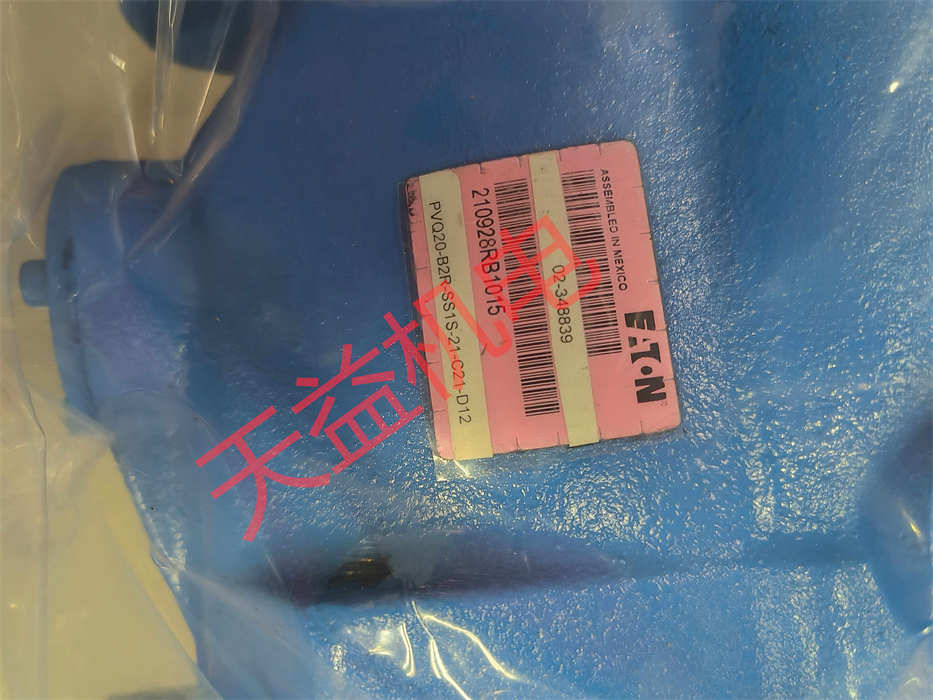 EATON
ASSEMBLED IN MEXICO
02-348839
210928RB1015
PVQ20-B2R-SS1S-21-C21-D12
天益机电